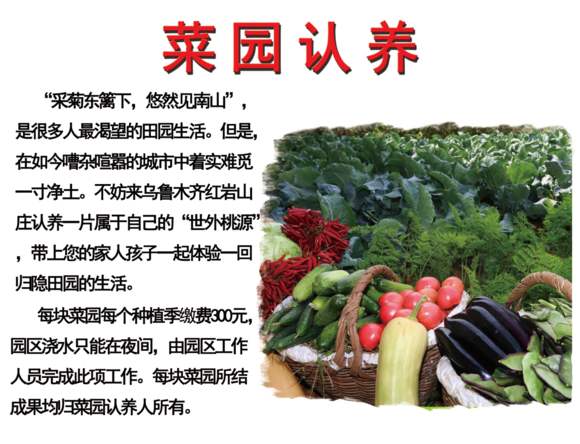 菜园认养
“采菊东篱下，悠然见南山”，
是很多人最渴望的田园生活。但是，
在如今嘈杂喧嚣的城市中着实难觅
一寸净土。不妨来乌鲁木齐红岩山
庄认养一片属于自己的“世外桃源”
，带上您的家人孩子一起体验一回
归隐田园的生活。
每块菜园每个种植季缴费300元，
园区浇水只能在夜间，由园区工作
人员完成此项工作。每块菜园所结
成果均归菜园认养人所有。